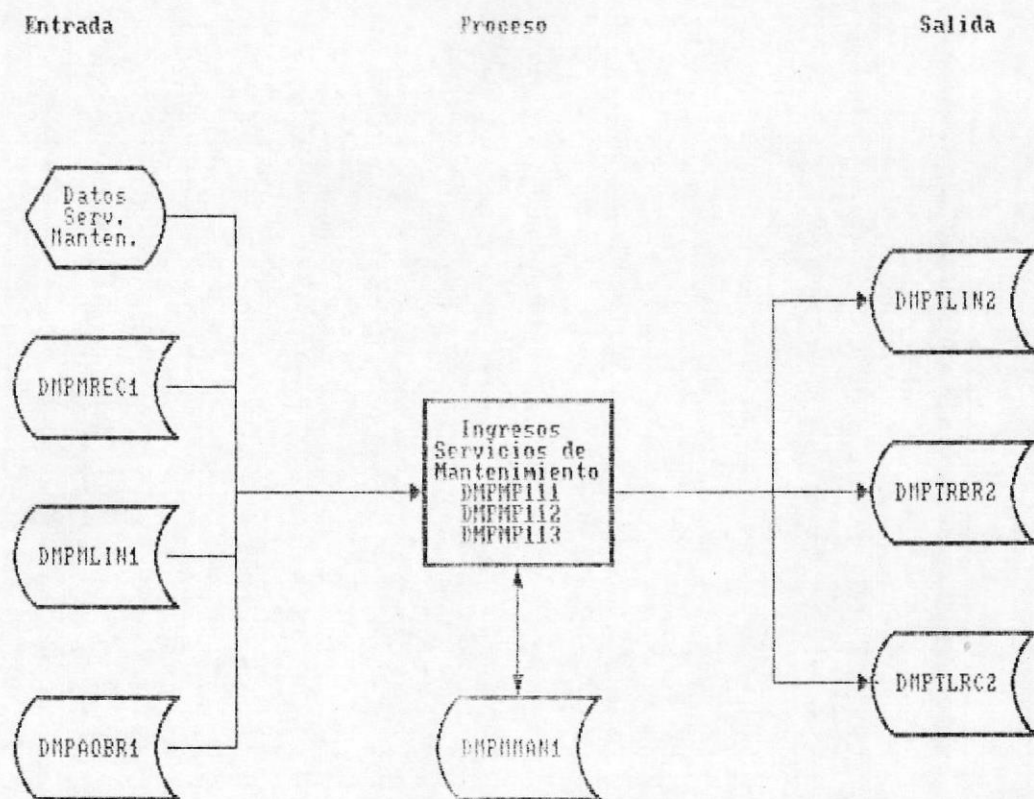 Entrada
Proceso
Salida
Datos
Serv.
Manten.
DMPMREC1
DMPMLIN1
DMPAOBR1
Ingresos
Servicios de
Mantenimiento
DMPMP111
DMPMP112
DMPMP113
DMPMMAN1
DMPTLIN2
DMPTRBR2
DMPTLRC2